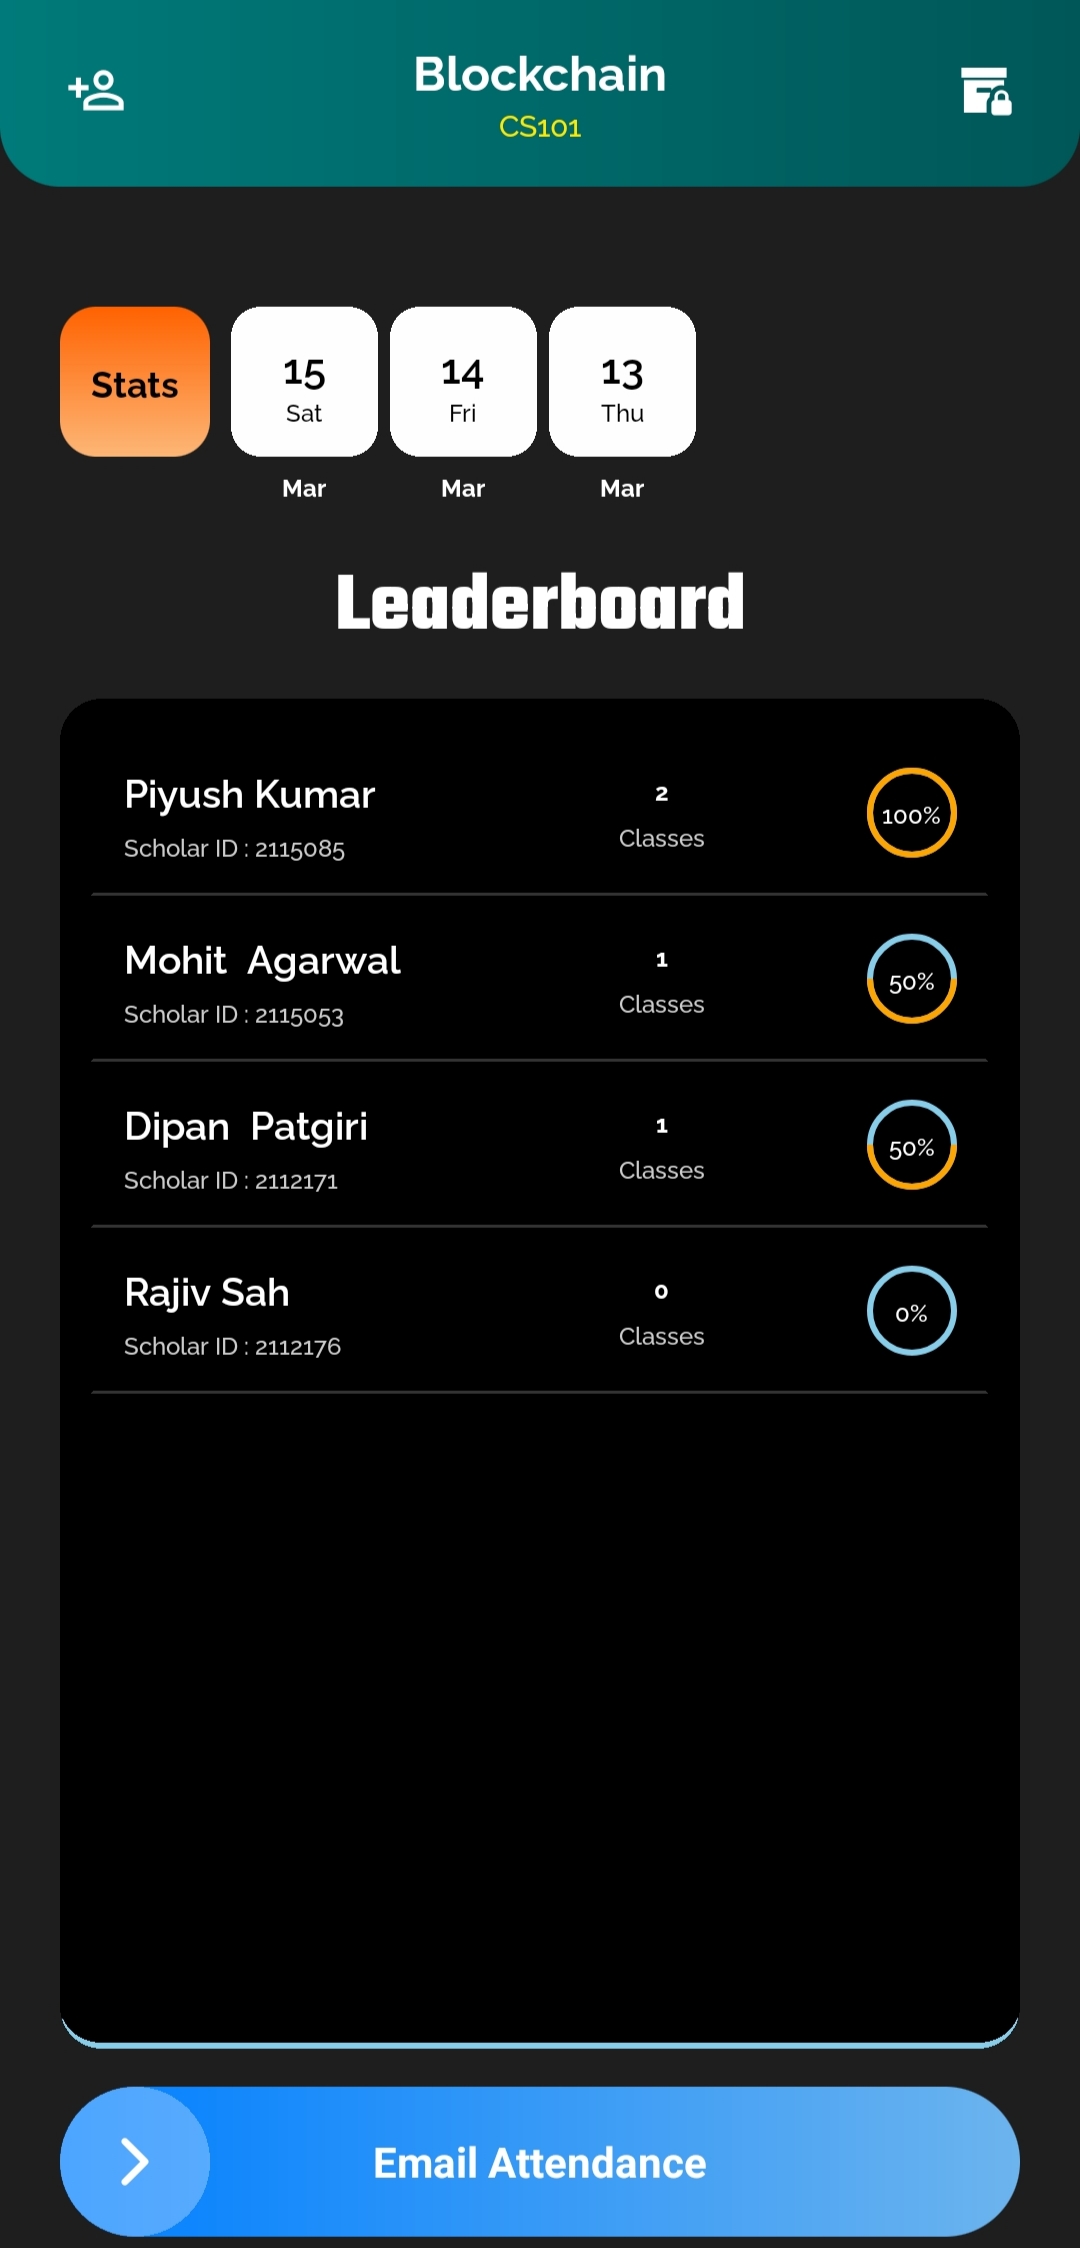 Blockchain
CS101
Stats
15
Sat
Mar
14
Fri
Mar
13
Thu
Mar
Leaderboard
Piyush Kumar
Scholar ID : 2115085
2
Classes
100%
Mohit  Agarwal
Scholar ID : 2115053
1
Classes
50%
Dipan  Patgiri
Scholar ID : 2112171
1
Classes
50%
Rajiv Sah
Scholar ID : 2112176
0
Classes
0%
Email Attendance